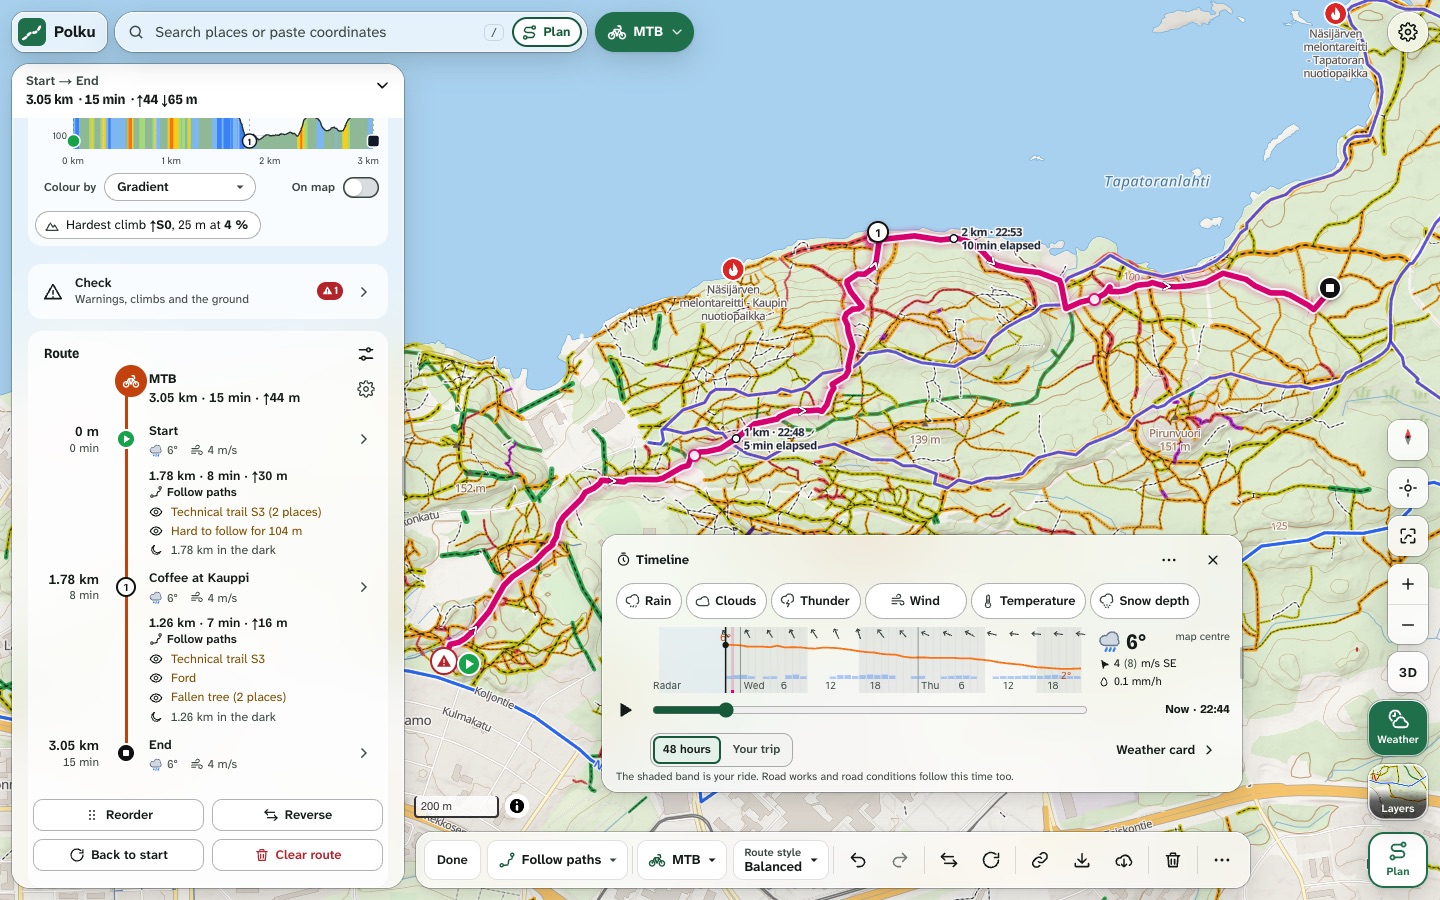 Polku
Search places or paste coordinates
/
Plan
MTB
Start → End
3.05 km · 15 min · ↑44 ↓65 m
100
1
0 km
1 km
2 km
3 km
Colour by
Gradient
On map
Hardest climb ↑S0, 25 m at 4 %
Check
Warnings, climbs and the ground
1
Route
MTB
3.05 km · 15 min · ↑44 m
0 m
0 min
Start
6°
4 m/s
1.78 km · 8 min · ↑30 m
Follow paths
Technical trail S3 (2 places)
Hard to follow for 104 m
1.78 km in the dark
1.78 km
8 min
1
Coffee at Kauppi
6°
4 m/s
1.26 km · 7 min · ↑16 m
Follow paths
Technical trail S3
Ford
Fallen tree (2 places)
1.26 km in the dark
3.05 km
15 min
End
6°
4 m/s
Reorder
Reverse
Back to start
Clear route
Näsijärven
melontareitti
- Tapatoran
nuotiopaikka
Tapatoranlahti
1
2 km · 22:53
10 min elapsed
Näsijärven
melontareitti - Kaupin
nuotiopaikka
100
1 km · 22:48
5 min elapsed
139 m
Pirunvuori
151 m
152 m
125
onkatu
Koljontie
Kulmakatu
amo
kekkosen
Teiskontie
200 m
Timeline
Rain
Clouds
Thunder
Wind
Temperature
Snow depth
6°
map centre
4 (8) m/s SE
0.1 mm/h
Radar
Wed
6
12
18
Thu
6
12
18
2°
Now · 22:44
48 hours
Your trip
Weather card
The shaded band is your ride. Road works and road conditions follow this time too.
3D
Weather
Layers
Plan
Done
Follow paths
MTB
Route style
Balanced